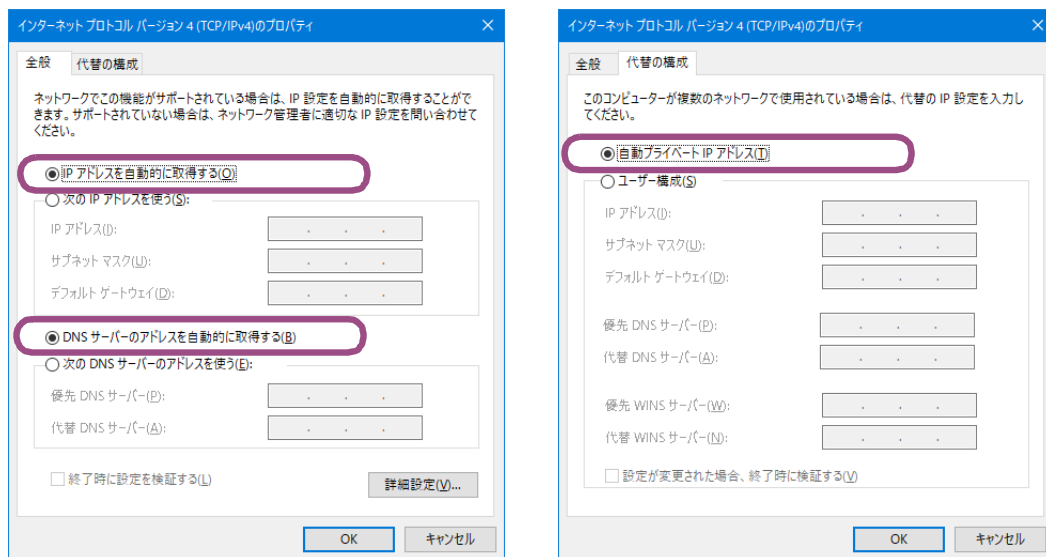 インターネット プロトコル バージョン 4 (TCP/IPv4)のプロパティ
全般
代替の構成
ネットワークでこの機能がサポートされている場合は、IP 設定を自動的に取得することがで
きます。サポートされていない場合は、ネットワーク管理者に適切な IP 設定を問い合わせて
ください。
IP アドレスを自動的に取得する(O)
次の IP アドレスを使う(S):
IP アドレス(I):
サブネット マスク(U):
デフォルト ゲートウェイ(D):
DNS サーバーのアドレスを自動的に取得する(B)
次の DNS サーバーのアドレスを使う(E):
優先 DNS サーバー(P):
代替 DNS サーバー(A):
終了時に設定を検証する(L)
詳細設定(V)...
OK
キャンセル
インターネット プロトコル バージョン 4 (TCP/IPv4)のプロパティ
全般
代替の構成
このコンピューターが複数のネットワークで使用されている場合は、代替の IP 設定を入力し
てください。
自動プライベート IP アドレス(T)
ユーザー構成(S)
IP アドレス(I):
サブネット マスク(U):
デフォルト ゲートウェイ(D):
優先 DNS サーバー(P):
代替 DNS サーバー(A):
優先 WINS サーバー(W):
代替 WINS サーバー(N):
設定が変更された場合、終了時に検証する(V)
OK
キャンセル